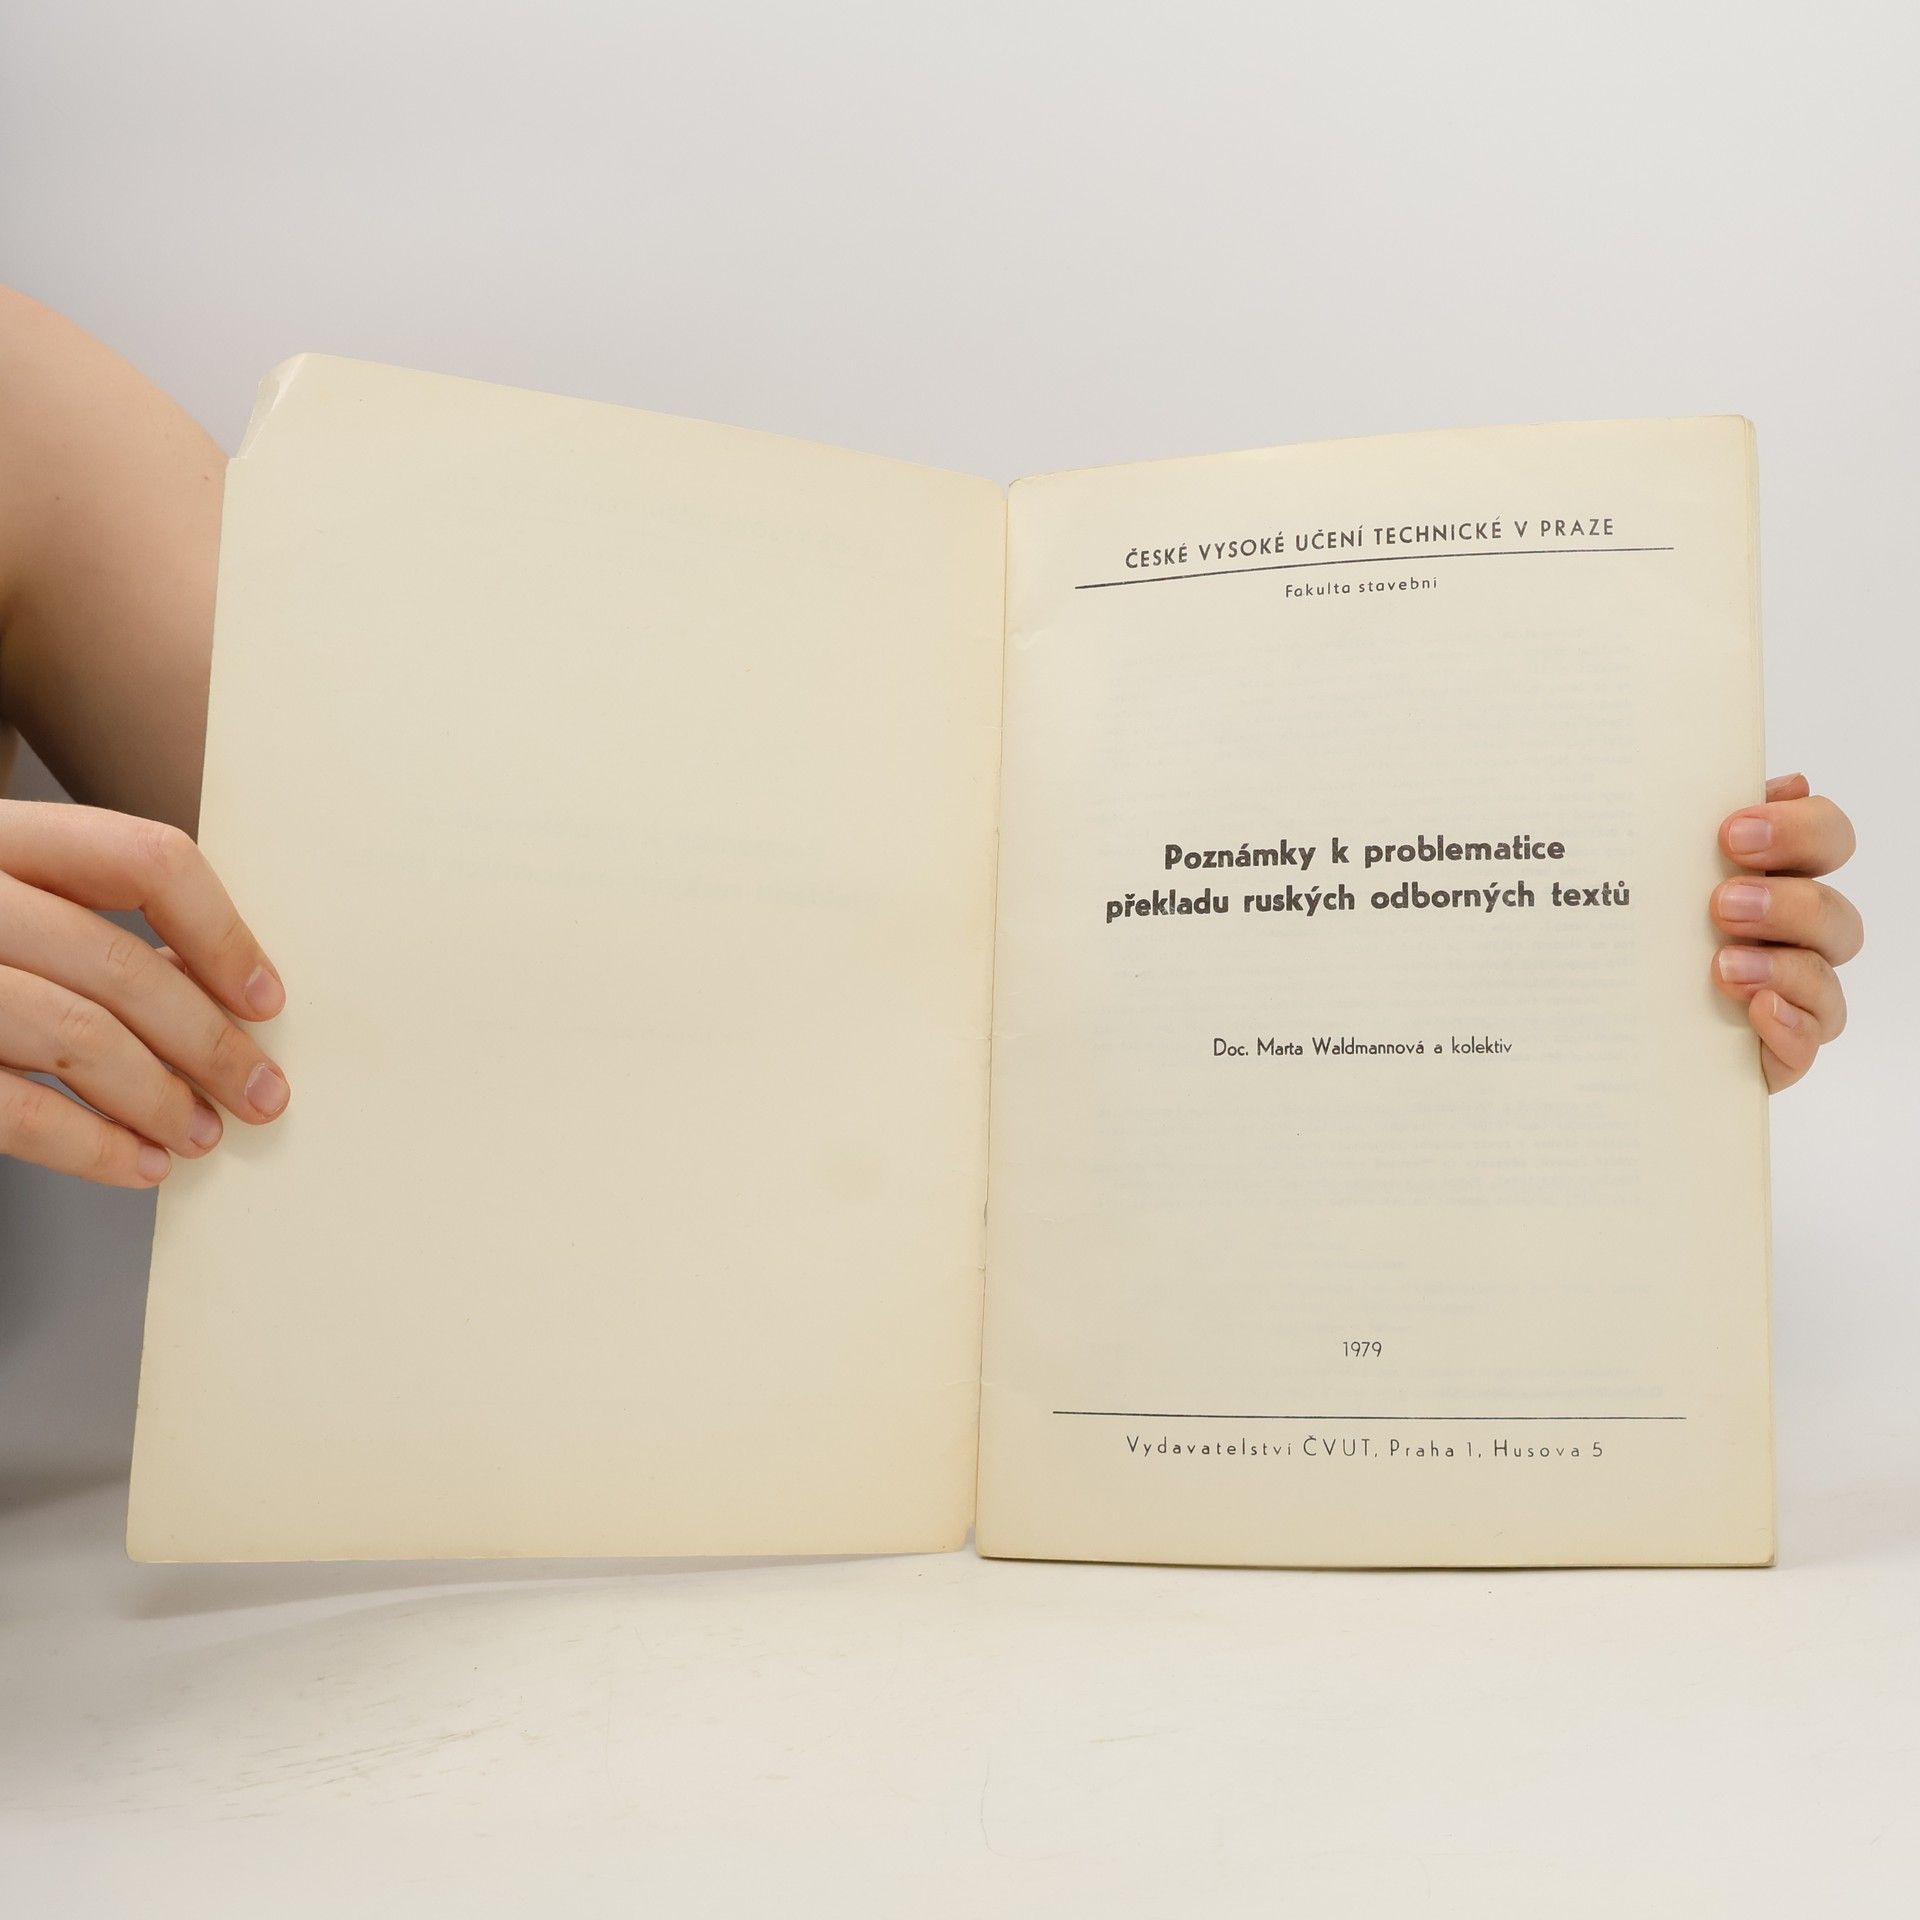 ČESKÉ VYSOKÉ UČENÍ TECHNICKÉ V PRAZE
Fakulta stavební
Poznámky k problematice
překladu ruských odborných textů
Doc. Marta Waldmannová a kolektiv
1979
Vydavatelství ČVUT, Praha 1, Husova 5